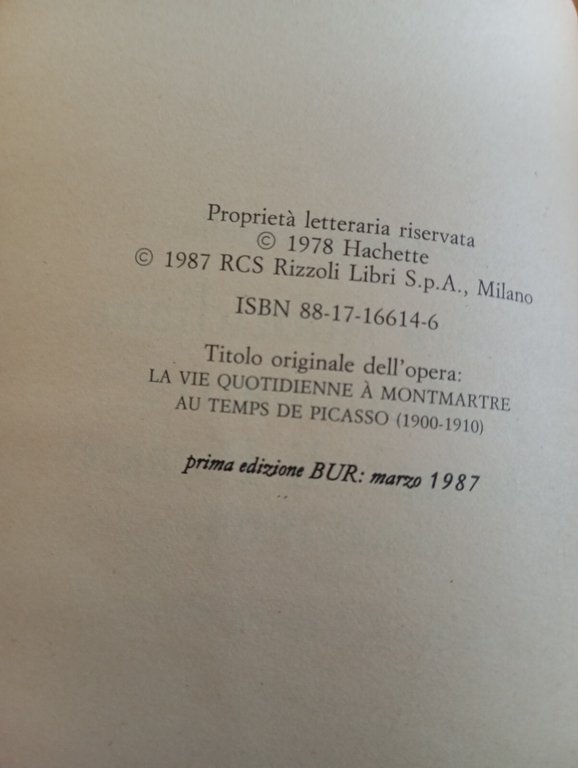 Proprietà letteraria riservata
© 1978 Hachette
© 1987 RCS Rizzoli Libri S.p.A., Milano
ISBN 88-17-16614-6
Titolo originale dell'opera:
LA VIE QUOTIDIENNE À MONTMARTRE
AU TEMPS DE PICASSO (1900-1910)
prima edizione BUR: marzo 1987